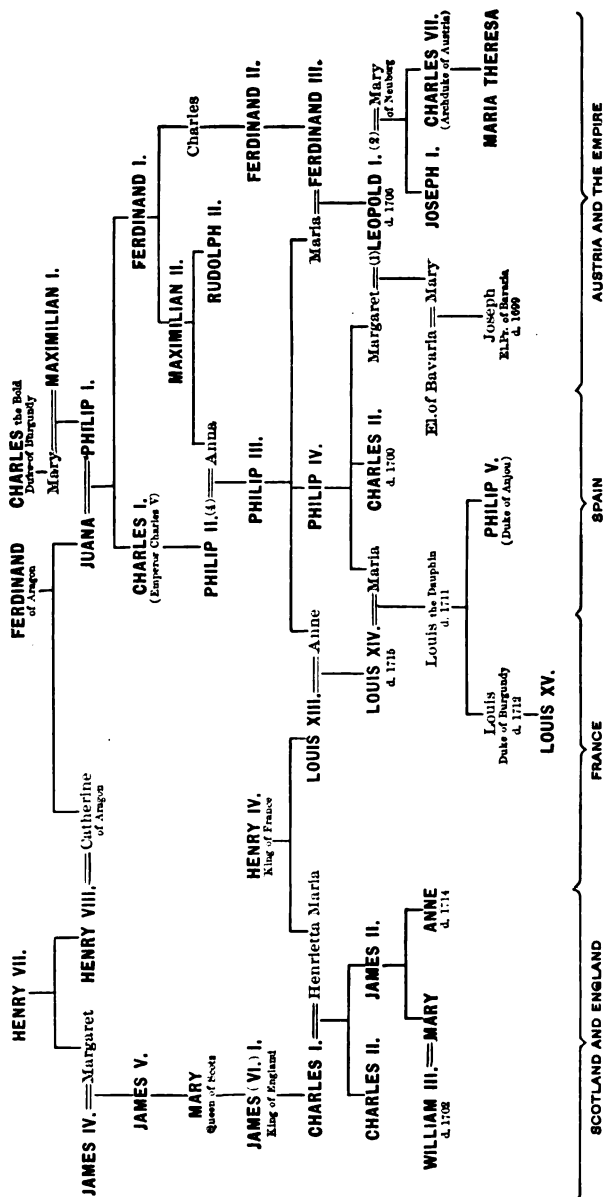 HENRY VII.
FERDINAND
of Aragon
CHARLES the Bold
Duke of Burgundy
Mary MAXIMILIAN I.
JAMES IV. Margaret HENRY VIII. Catherine
of Aragon
JUANA PHILIP I.
JAMES V.
CHARLES I.
(Emperor Charles V)
FERDINAND I.
MARY
Queen of Scots
PHILIP II. (4) Anna
MAXIMILIAN II.
RUDOLPH II.
Charles
JAMES (VI.) I.
King of England
HENRY IV.
King of France
PHILIP III.
FERDINAND II.
CHARLES I. Henrietta Maria
LOUIS XIII. Anne
PHILIP IV.
Maria FERDINAND III.
CHARLES II.
JAMES II.
LOUIS XIV. Maria
d. 1715
CHARLES II.
d. 1700
Margaret (1) LEOPOLD I. (2) Mary
d. 1705 of Neuborg
WILLIAM III. MARY
d. 1702
ANNE
d. 1714
Louis the Dauphin
d. 1711
El. of Bavaria Mary
JOSEPH I.
CHARLES VII.
(Archduke of Austria)
Louis
Duke of Burgundy
d. 1712
PHILIP V.
(Duke of Anjou)
Joseph
El. Pr. of Bavaria
d. 1699
MARIA THERESA
LOUIS XV.
SCOTLAND AND ENGLAND
FRANCE
SPAIN
AUSTRIA AND THE EMPIRE